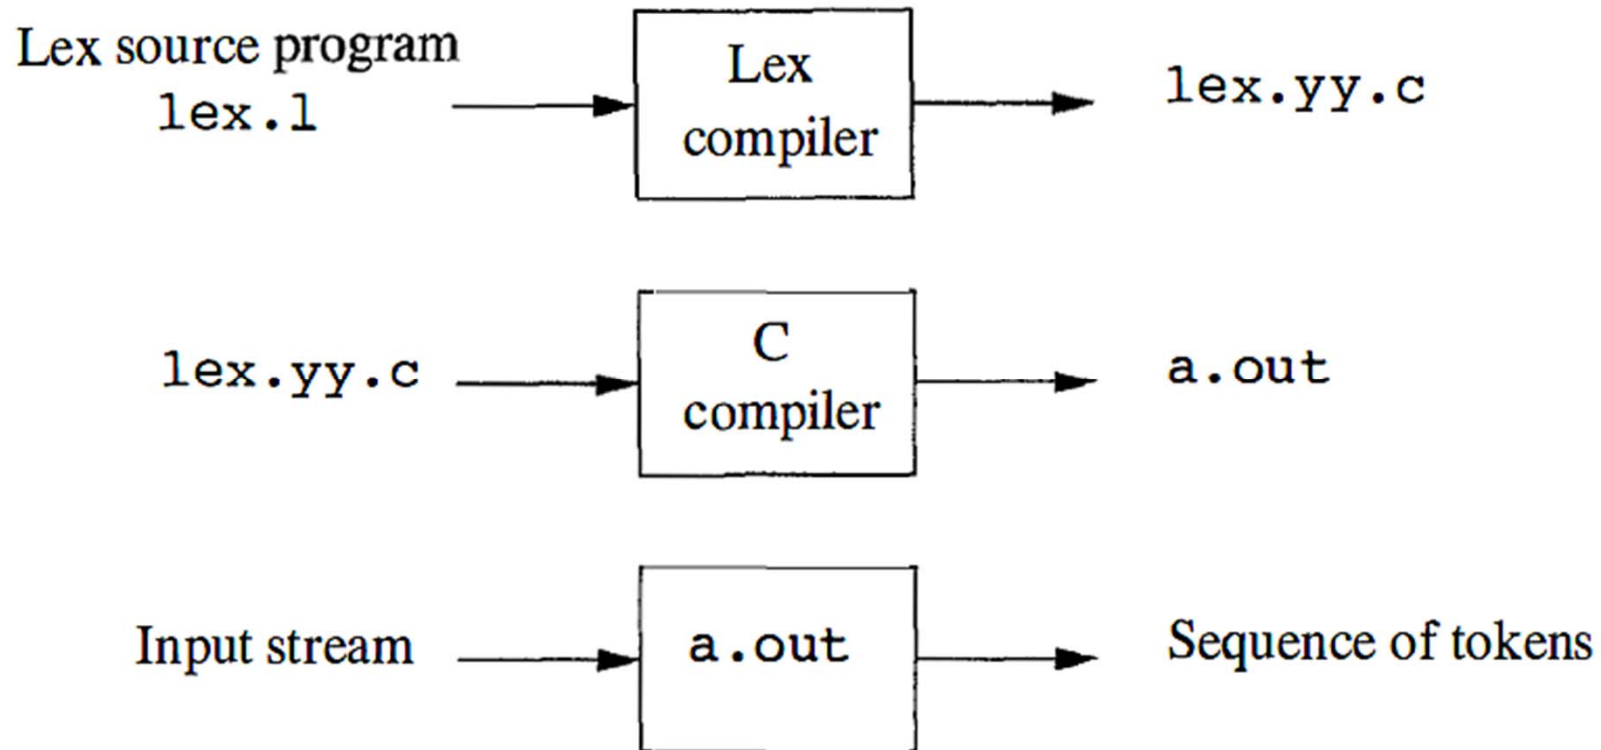 Lex source program
lex.l
Lex
compiler
lex.yy.c
lex.yy.c
C
compiler
a.out
Input stream
a.out
Sequence of tokens